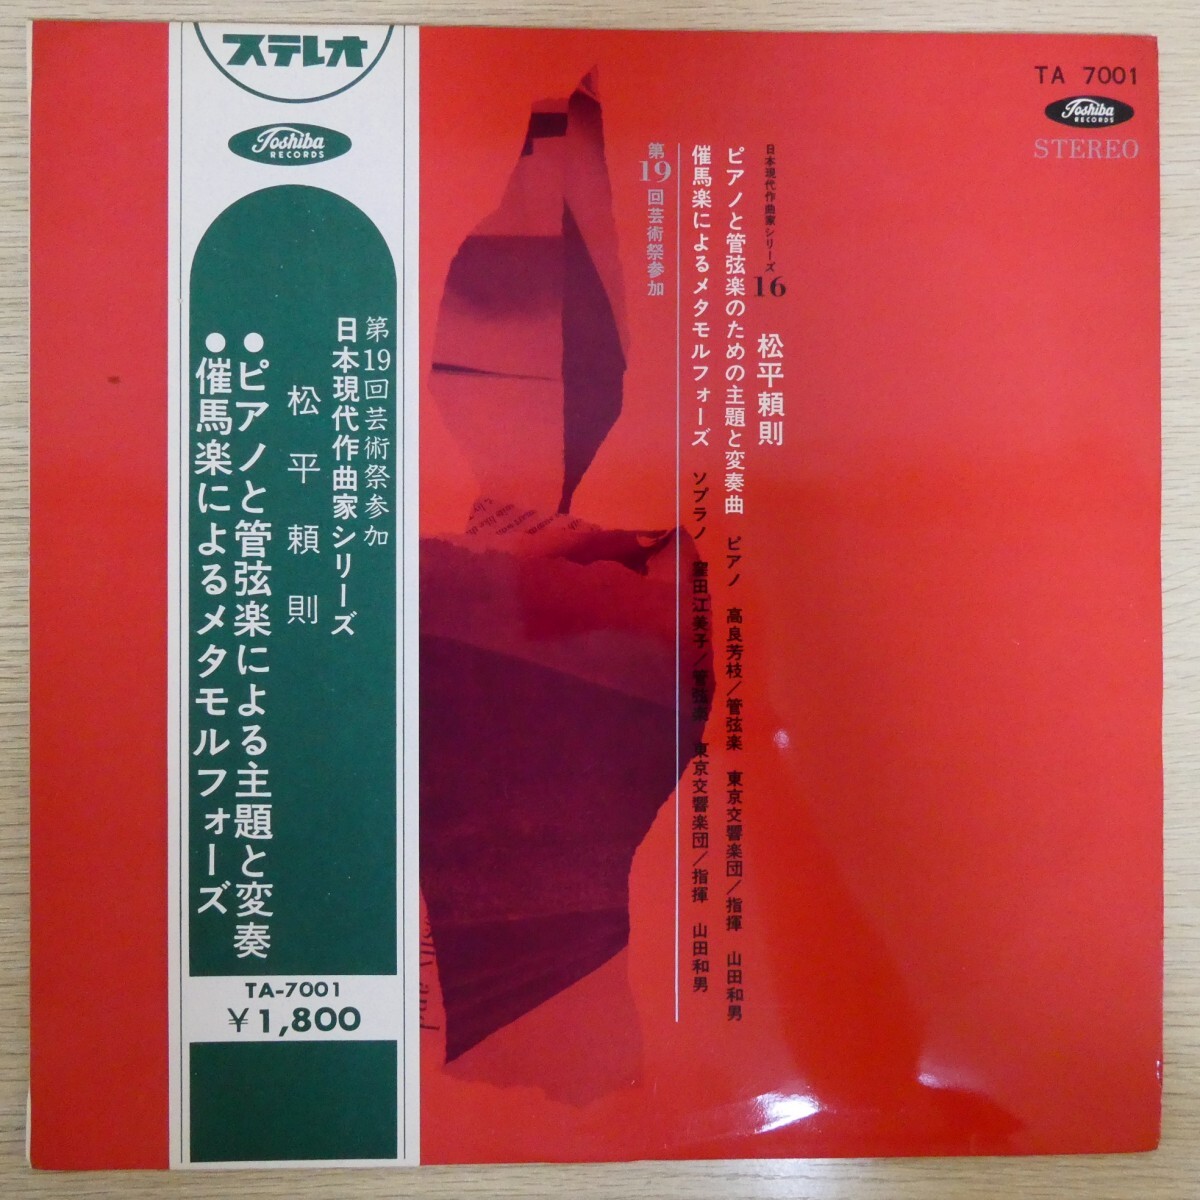 TA 7001
Toshiba
RECORDS
STEREO
日本現代作曲家シリーズ16
松平頼則
ピアノと管弦楽のための主題と変奏曲 ピアノ 高良芳枝/管弦楽 東京交響楽団/指揮 山田和男
催馬楽によるメタモルフォーズ ソプラノ 窪田江美子/管弦楽 東京交響楽団/指揮 山田和男
第19回芸術祭参加
ステレオ
Toshiba
RECORDS
第19回芸術祭参加
日本現代作曲家シリーズ
松平頼則
●ピアノと管弦楽による主題と変奏
●催馬楽によるメタモルフォーズ
TA-7001
¥1,800